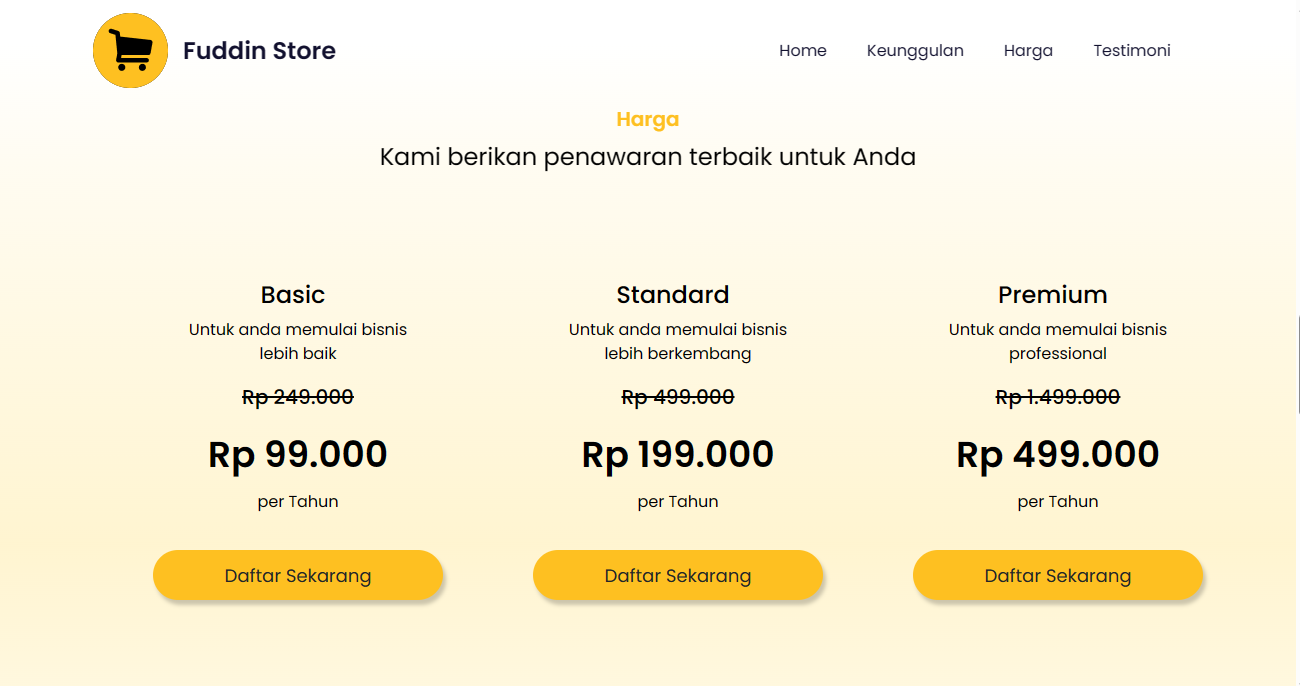 Fuddin Store
Home Keunggulan Harga Testimoni
Harga
Kami berikan penawaran terbaik untuk Anda
Basic
Untuk anda memulai bisnis
lebih baik
Rp 249.000
Rp 99.000
per Tahun
Daftar Sekarang
Standard
Untuk anda memulai bisnis
lebih berkembang
Rp 499.000
Rp 199.000
per Tahun
Daftar Sekarang
Premium
Untuk anda memulai bisnis
professional
Rp 1.499.000
Rp 499.000
per Tahun
Daftar Sekarang